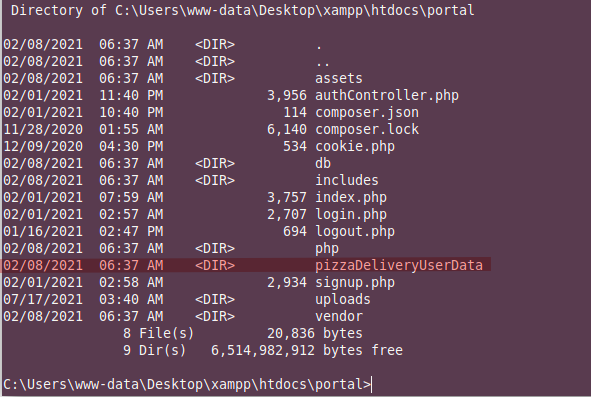 Directory of C:\Users\www-data\Desktop\xampp\htdocs\portal
02/08/2021  06:37 AM    <DIR>          .
02/08/2021  06:37 AM    <DIR>          ..
02/08/2021  06:37 AM    <DIR>          assets
02/01/2021  11:40 PM             3,956 authController.php
02/01/2021  10:40 PM               114 composer.json
11/28/2020  01:55 AM             6,140 composer.lock
12/09/2020  04:30 PM               534 cookie.php
02/08/2021  06:37 AM    <DIR>          db
02/08/2021  06:37 AM    <DIR>          includes
02/01/2021  07:59 AM             3,757 index.php
02/01/2021  02:57 AM             2,707 login.php
01/16/2021  02:47 PM               694 logout.php
02/08/2021  06:37 AM    <DIR>          php
02/08/2021  06:37 AM    <DIR>          pizzaDeliveryUserData
02/01/2021  02:58 AM             2,934 signup.php
07/17/2021  03:40 AM    <DIR>          uploads
02/08/2021  06:37 AM    <DIR>          vendor
8 File(s)         20,836 bytes
9 Dir(s)   6,514,982,912 bytes free
C:\Users\www-data\Desktop\xampp\htdocs\portal>